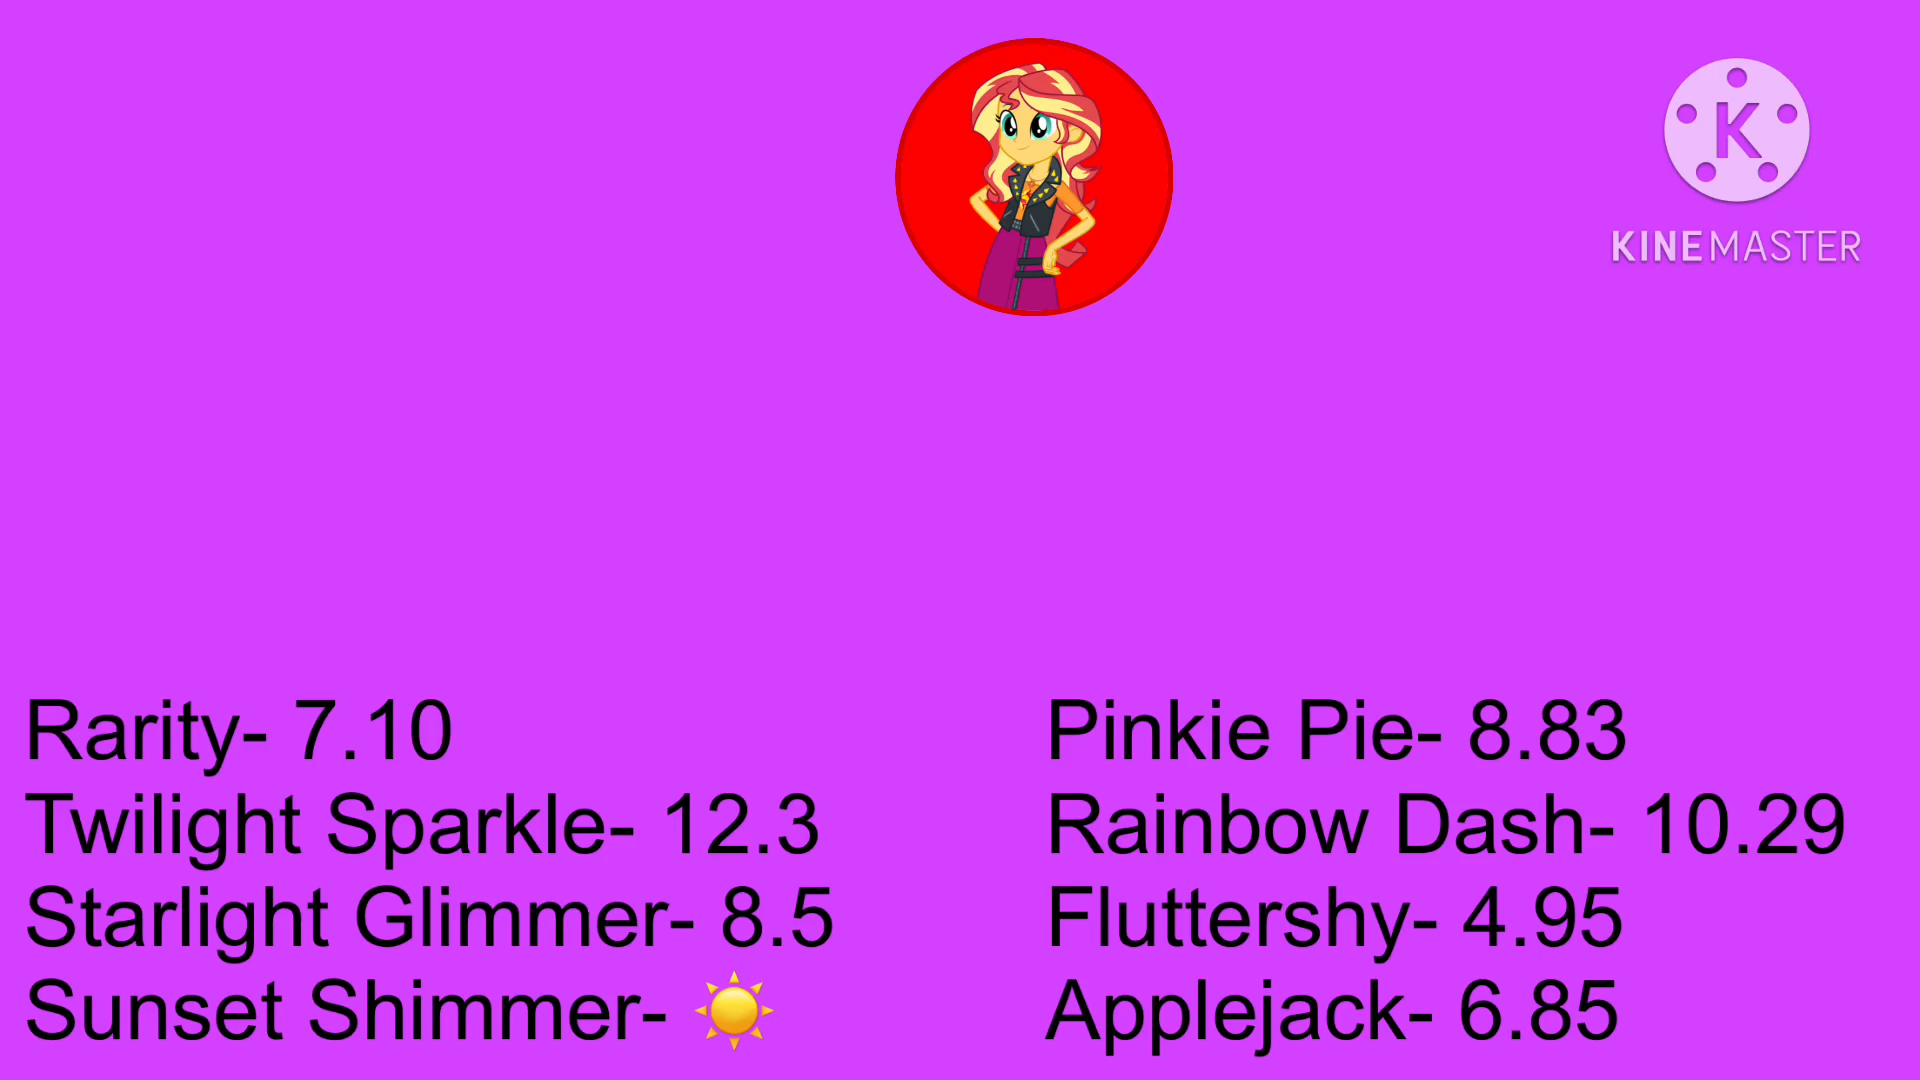 K
KINEMASTER
Rarity- 7.10
Twilight Sparkle- 12.3
Starlight Glimmer- 8.5
Sunset Shimmer- ☀️
Pinkie Pie- 8.83
Rainbow Dash- 10.29
Fluttershy- 4.95
Applejack- 6.85